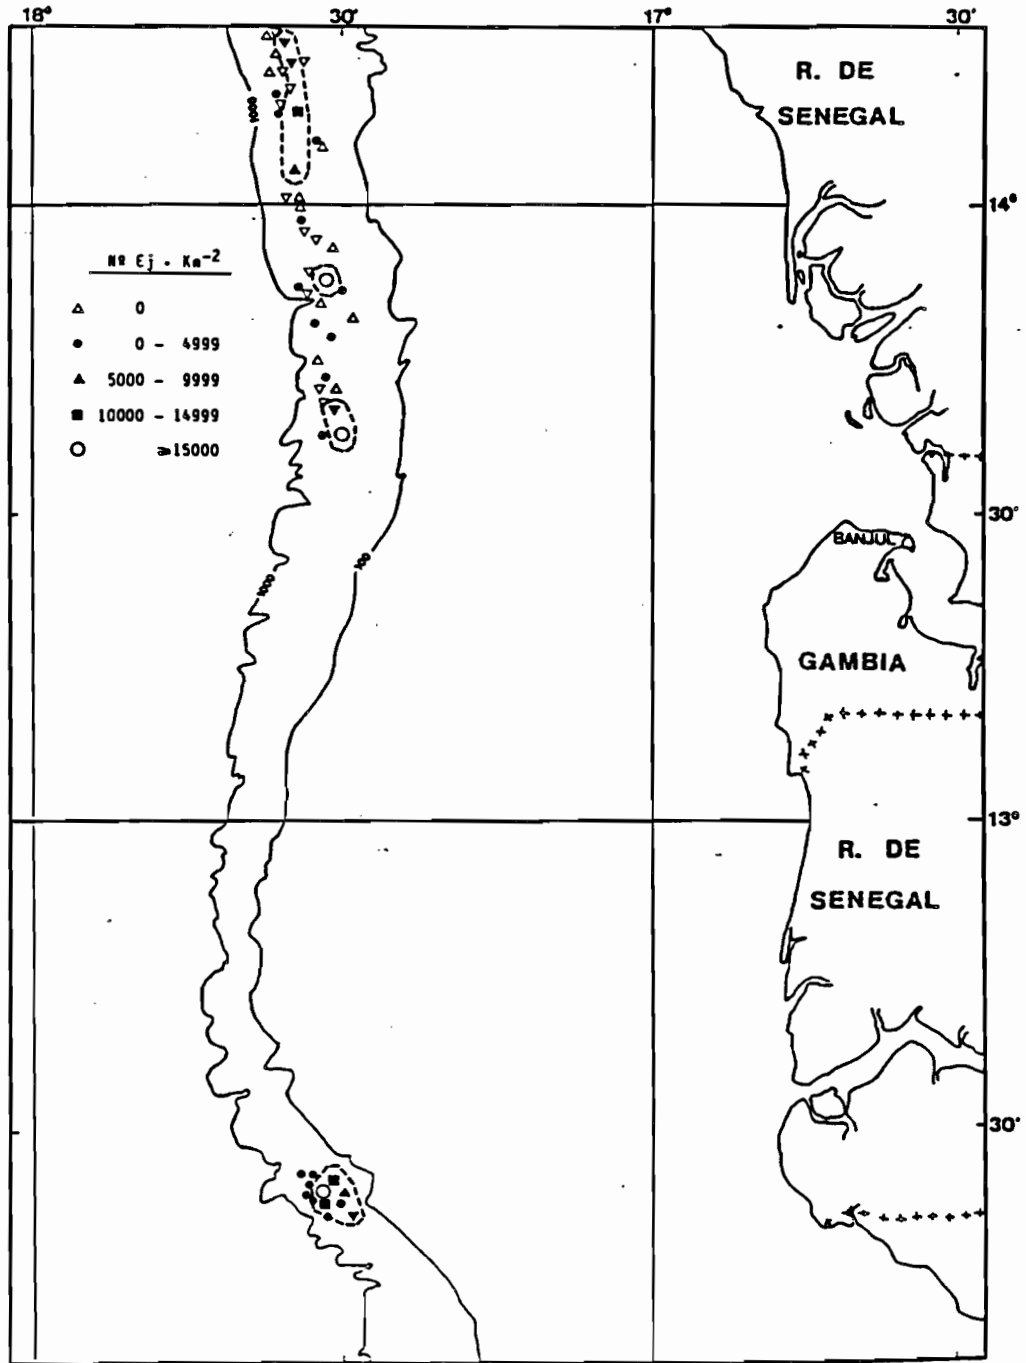 18° 30' 17° 30'
R. DE
SENEGAL
1000
14°
Nº Ej . Km-2
0
0 - 4999
5000 - 9999
10000 - 14999
⩾15000
30'
BANJUL
100
1000
GAMBIA
13°
R. DE
SENEGAL
30'